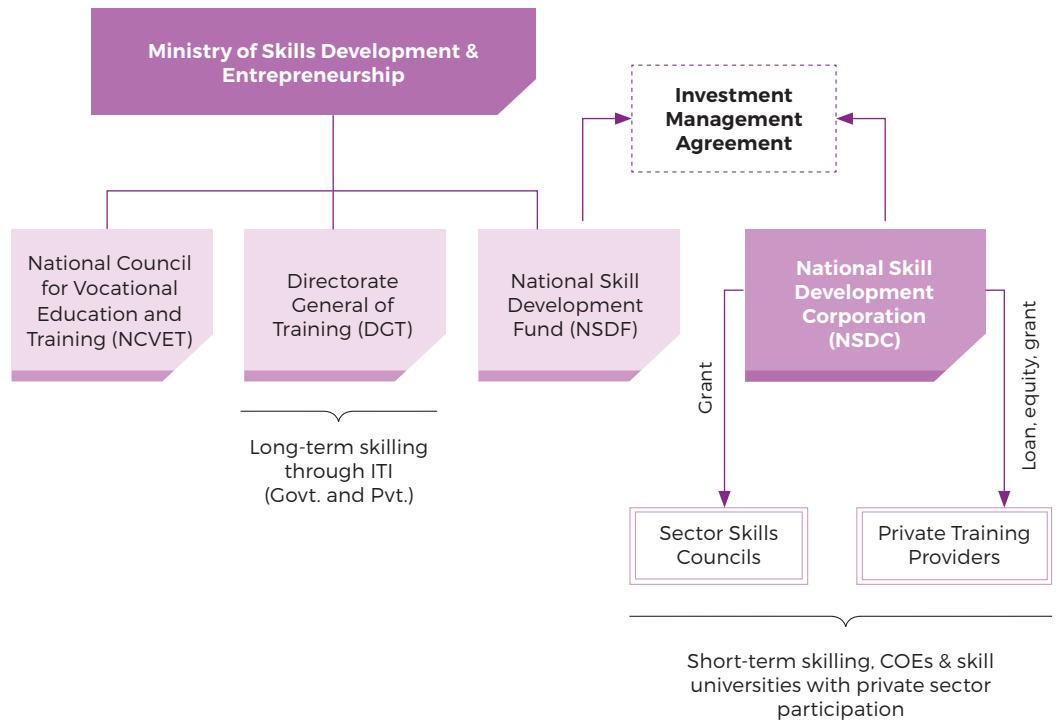 Ministry of Skills Development &
Entrepreneurship
Investment
Management
Agreement
National Council
for Vocational
Education and
Training (NCVET)
Directorate
General of
Training (DGT)
National Skill
Development
Fund (NSDF)
National Skill
Development
Corporation
(NSDC)
Grant
Loan, equity, grant
Long-term skilling
through ITI
(Govt. and Pvt.)
Sector Skills
Councils
Private Training
Providers
Short-term skilling, COEs & skill
universities with private sector
participation